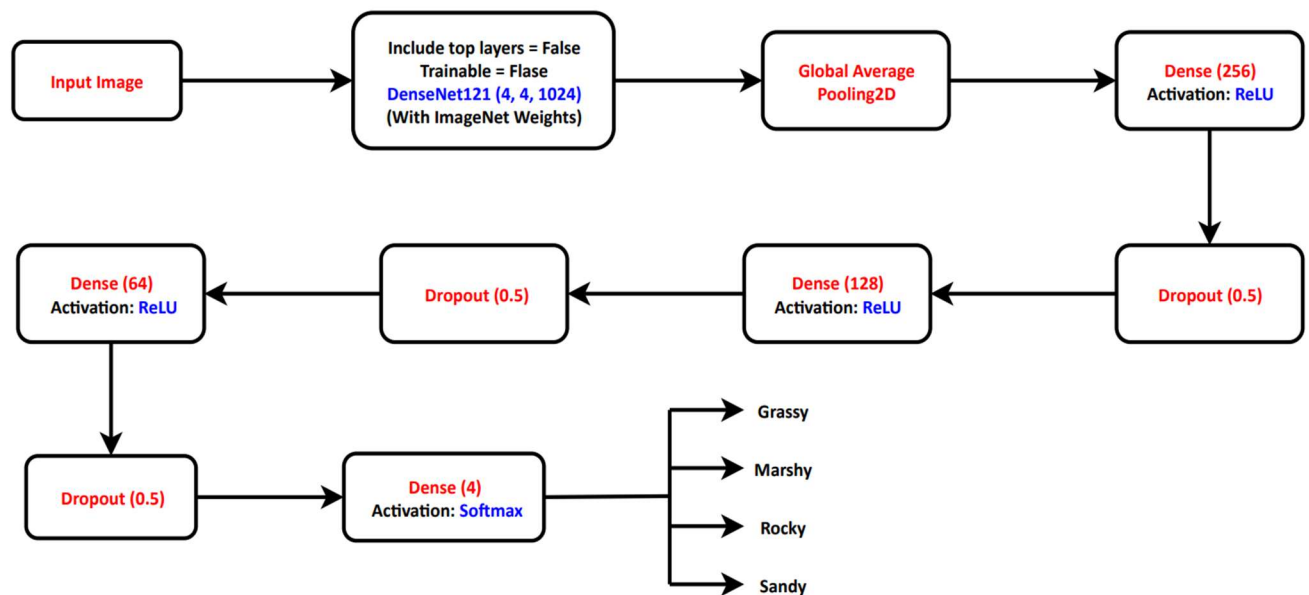 Input Image
Include top layers = False
Trainable = Flase
DenseNet121 (4, 4, 1024)
(With ImageNet Weights)
Global Average
Pooling2D
Dense (256)
Activation: ReLU
Dropout (0.5)
Dense (128)
Activation: ReLU
Dropout (0.5)
Dense (64)
Activation: ReLU
Dropout (0.5)
Dense (4)
Activation: Softmax
Grassy
Marshy
Rocky
Sandy